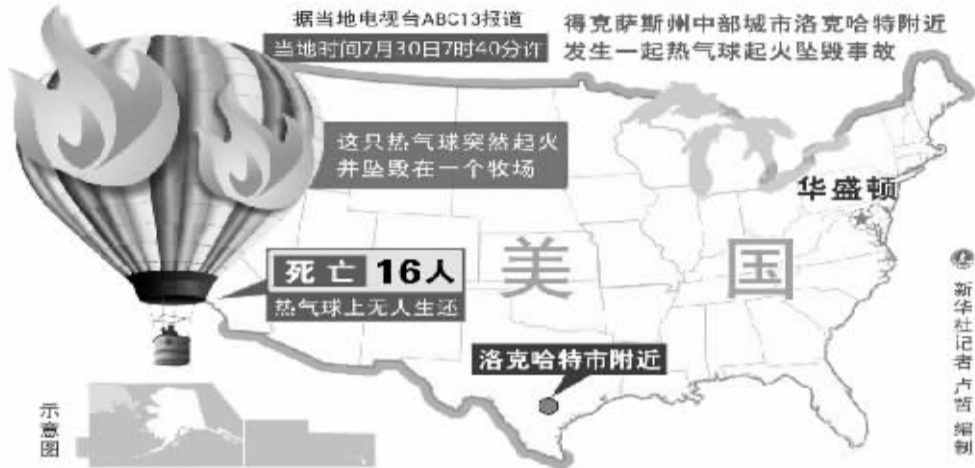 据当地电视台ABC13报道
当地时间7月30日7时40分许
得克萨斯州中部城市洛克哈特附近
发生一起热气球起火坠毁事故
这只热气球突然起火
并坠毁在一个牧场
华盛顿
美国
死亡 16人
热气球上无人生还
洛克哈特市附近
示意图
新华社记者 卢哲 编制